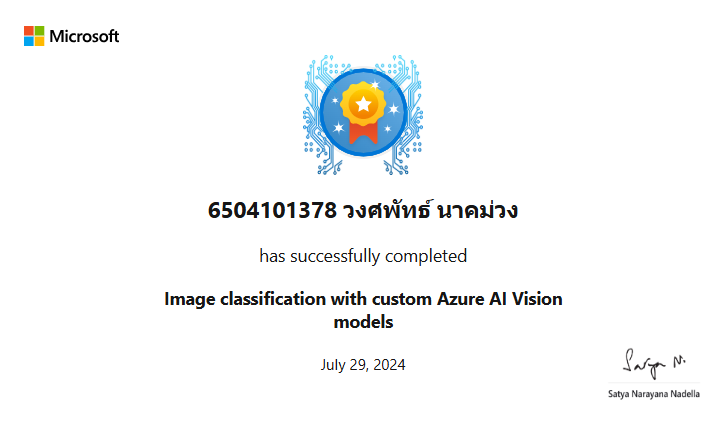 Microsoft
6504101378 วงศพัทธ์ นาคม่วง
has successfully completed
Image classification with custom Azure AI Vision
models
July 29, 2024
Satya N.
Satya Narayana Nadella